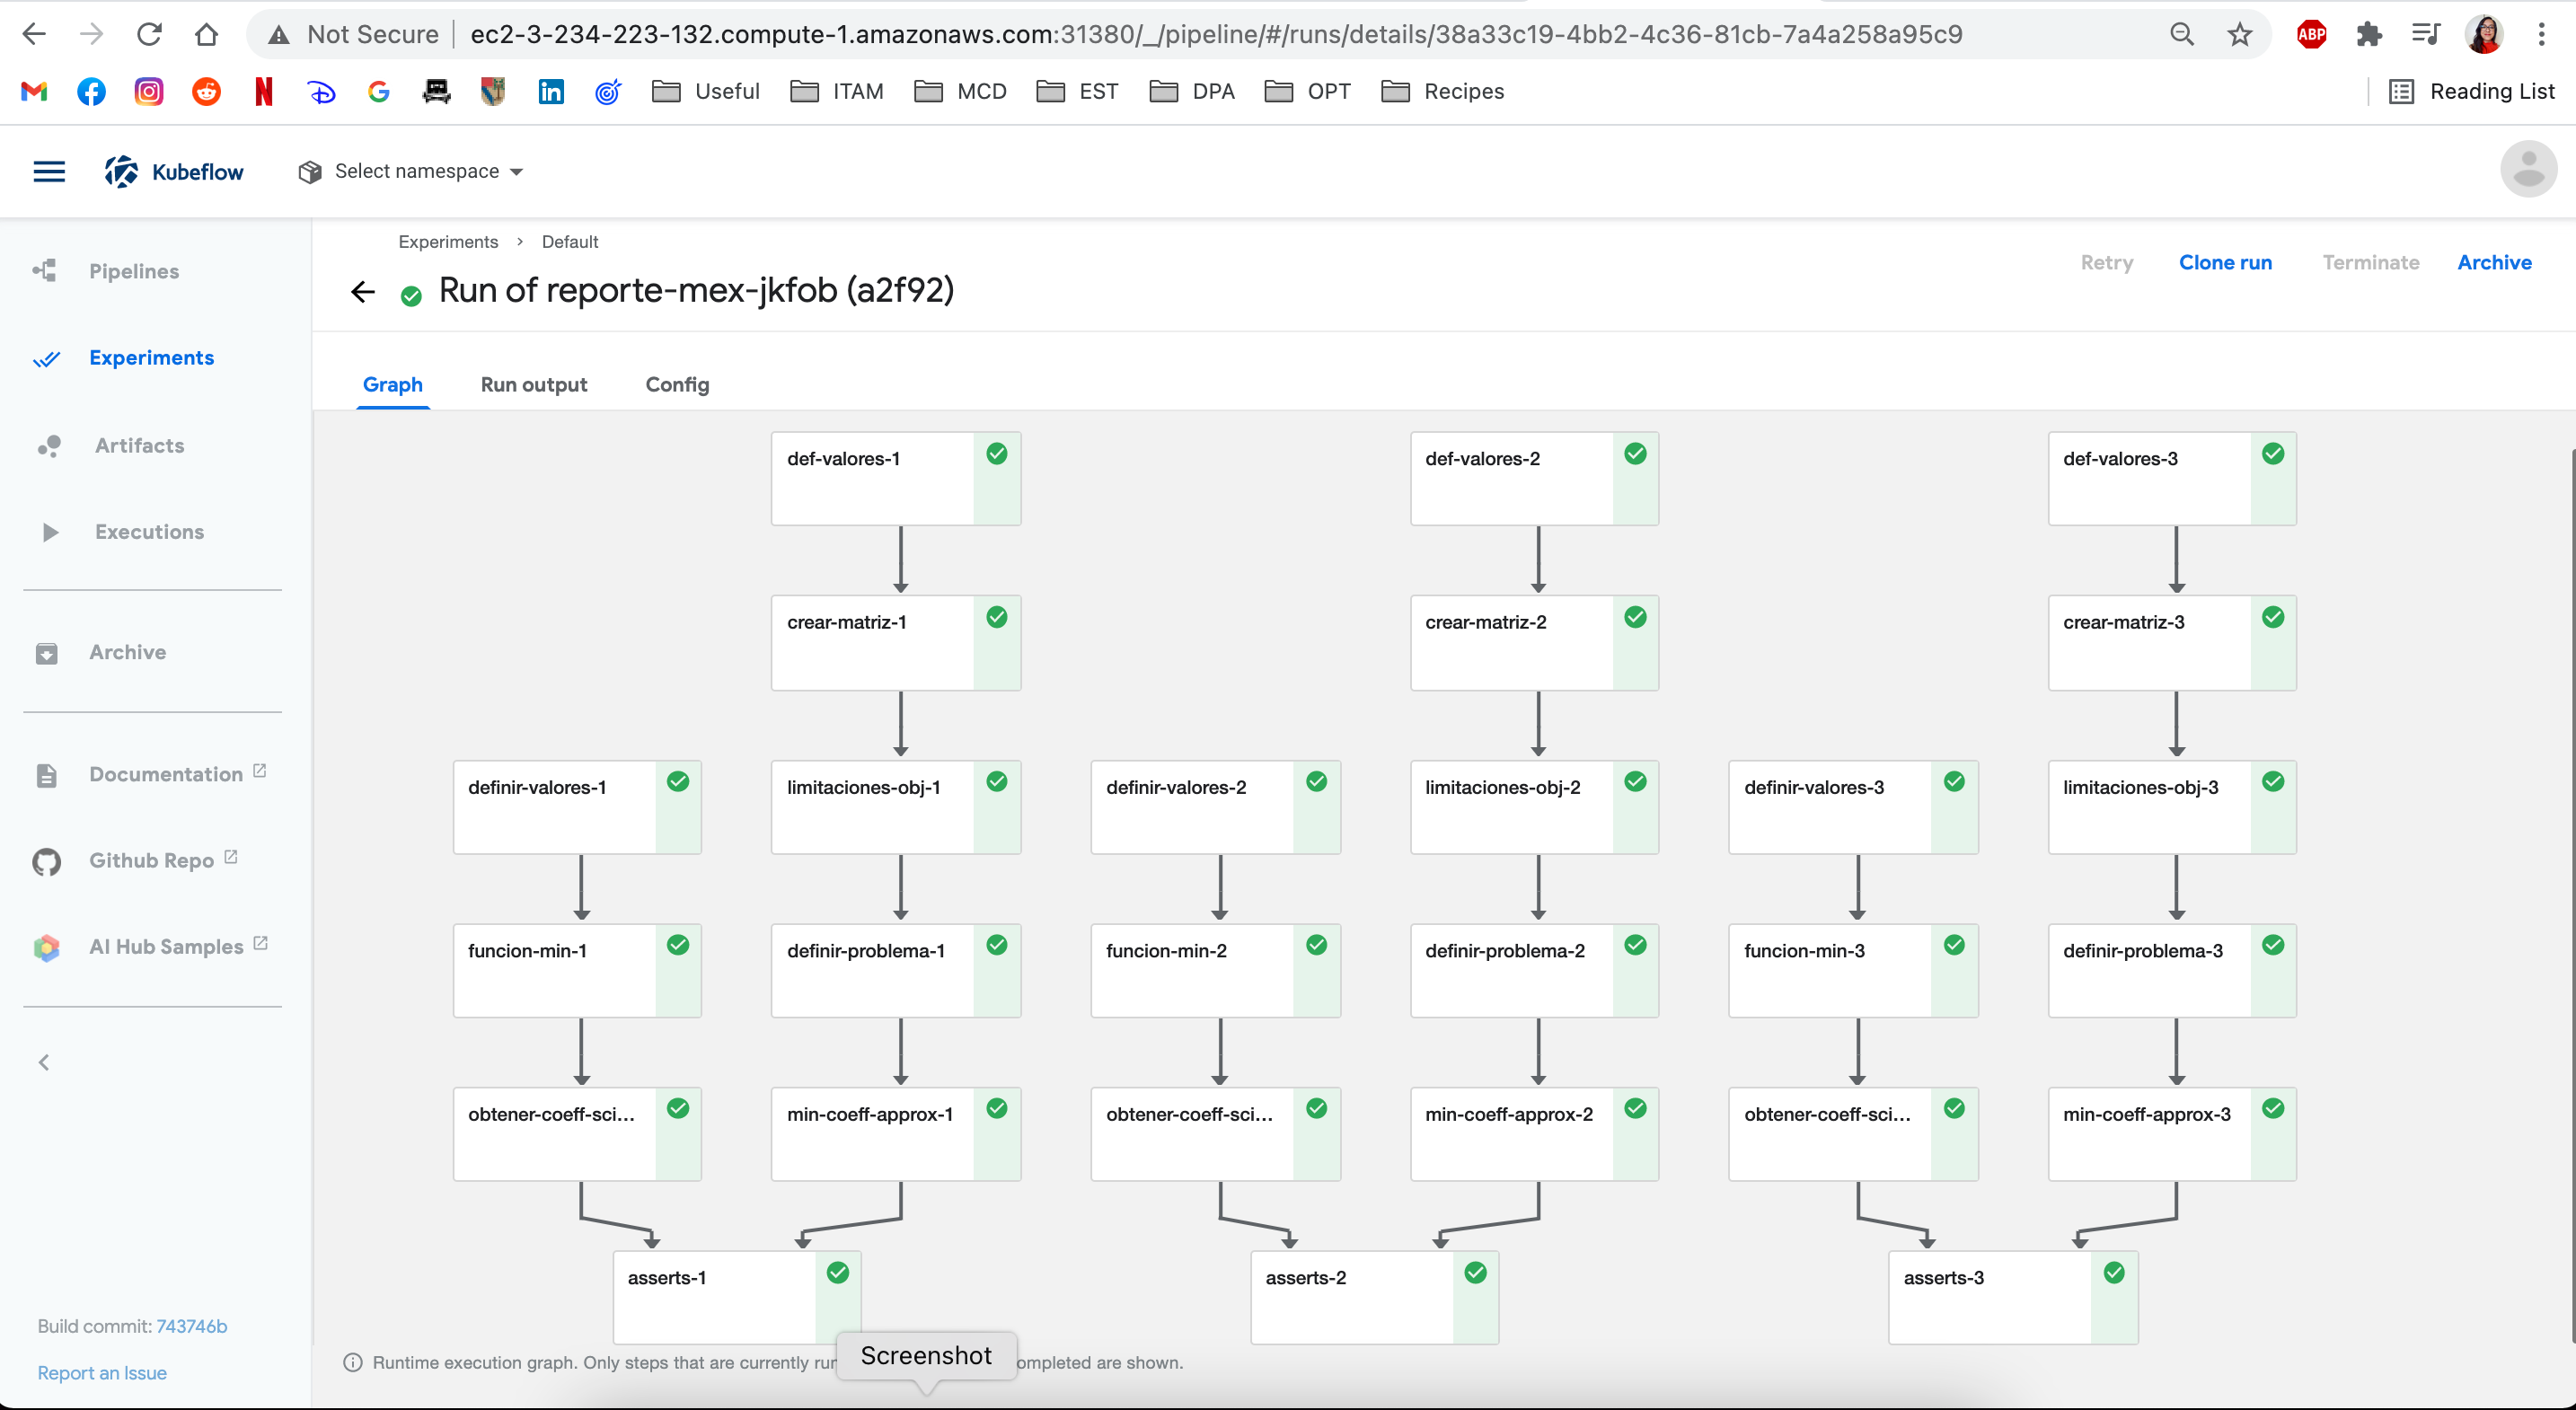 Not Secure ec2-3-234-223-132.compute-1.amazonaws.com:31380/_/pipeline/#/runs/details/38a33c19-4bb2-4c36-81cb-7a4a258a95c9
ABP
Useful ITAM MCD EST DPA OPT Recipes Reading List
Kubeflow Select namespace
Experiments > Default
Run of reporte-mex-jkfob (a2f92)
Retry Clone run Terminate Archive
Pipelines
Experiments
Artifacts
Executions
Archive
Documentation
Github Repo
AI Hub Samples
Build commit: 743746b
Report an Issue
Graph Run output Config
def-valores-1 def-valores-2 def-valores-3
crear-matriz-1 crear-matriz-2 crear-matriz-3
definir-valores-1 limitaciones-obj-1 definir-valores-2 limitaciones-obj-2 definir-valores-3 limitaciones-obj-3
funcion-min-1 definir-problema-1 funcion-min-2 definir-problema-2 funcion-min-3 definir-problema-3
obtener-coeff-sci... min-coeff-approx-1 obtener-coeff-sci... min-coeff-approx-2 obtener-coeff-sci... min-coeff-approx-3
asserts-1 asserts-2 asserts-3
Runtime execution graph. Only steps that are currently run ompleted are shown.
Screenshot